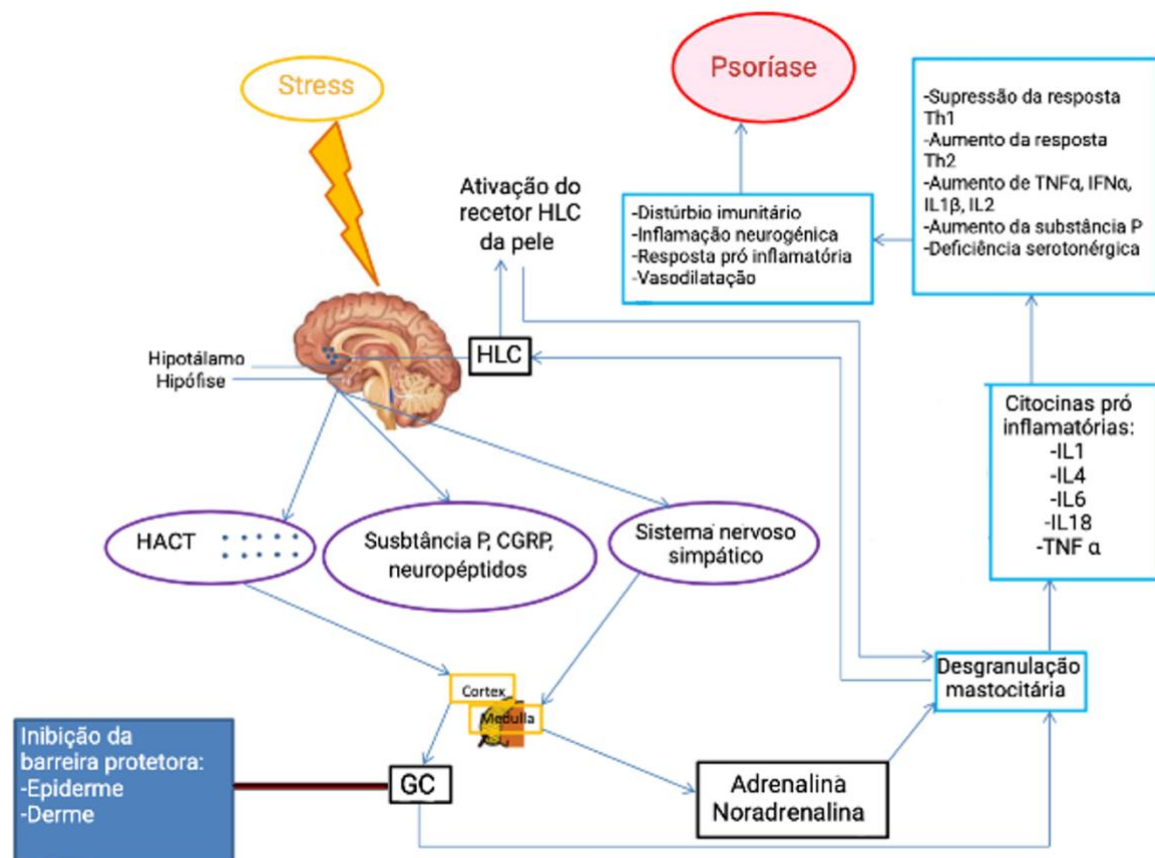 Stress
Psoríase
-Supressão da resposta
Th1
-Aumento da resposta
Th2
-Aumento de TNFα, IFNα,
IL1β, IL2
-Aumento da substância P
-Deficiência serotonérgica
Ativação do
recetor HLC
da pele
-Distúrbio imunitário
-Inflamação neurogénica
-Resposta pró inflamatória
-Vasodilatação
HLC
Hipotálamo
Hipófise
Citocinas pró
inflamatórias:
-IL1
-IL4
-IL6
-IL18
-TNF α
HACT
Susbtância P, CGRP,
neuropéptidos
Sistema nervoso
simpático
Desgranulação
mastocitária
Cortex
Medulla
Inibição da
barreira protetora:
-Epiderme
-Derme
GC
Adrenalina
Noradrenalina